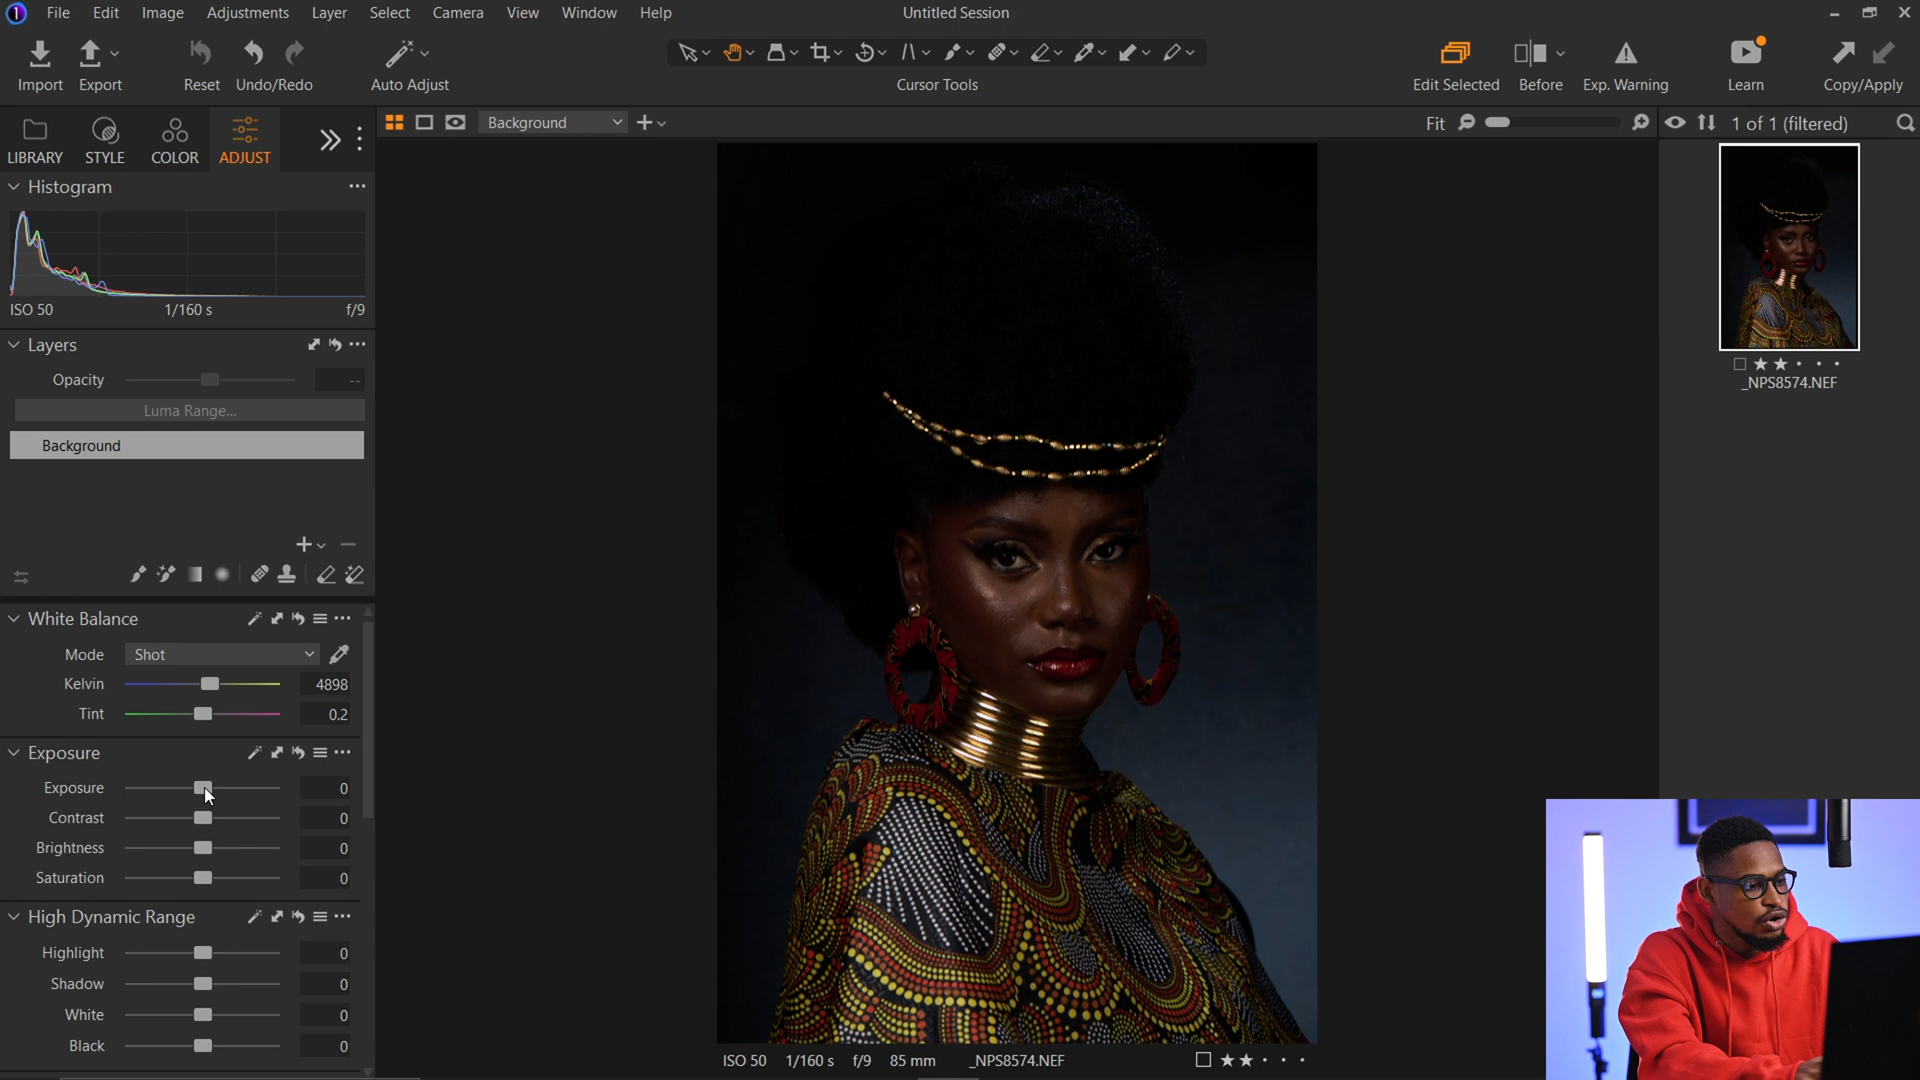 File Edit Image Adjustments Layer Select Camera View Window Help Untitled Session
Import Export Reset Undo/Redo Auto Adjust Cursor Tools Edit Selected Before Exp. Warning Learn Copy/Apply
LIBRARY STYLE COLOR ADJUST
Background
Fit
1 of 1 (filtered)
Histogram
ISO 50 1/160 s f/9
Layers
Opacity --
Luma Range...
Background
White Balance
Mode Shot
Kelvin 4898
Tint 0.2
Exposure
Exposure 0
Contrast 0
Brightness 0
Saturation 0
High Dynamic Range
Highlight 0
Shadow 0
White 0
Black 0
ISO 50 1/160 s f/9 85 mm _NPS8574.NEF
_NPS8574.NEF